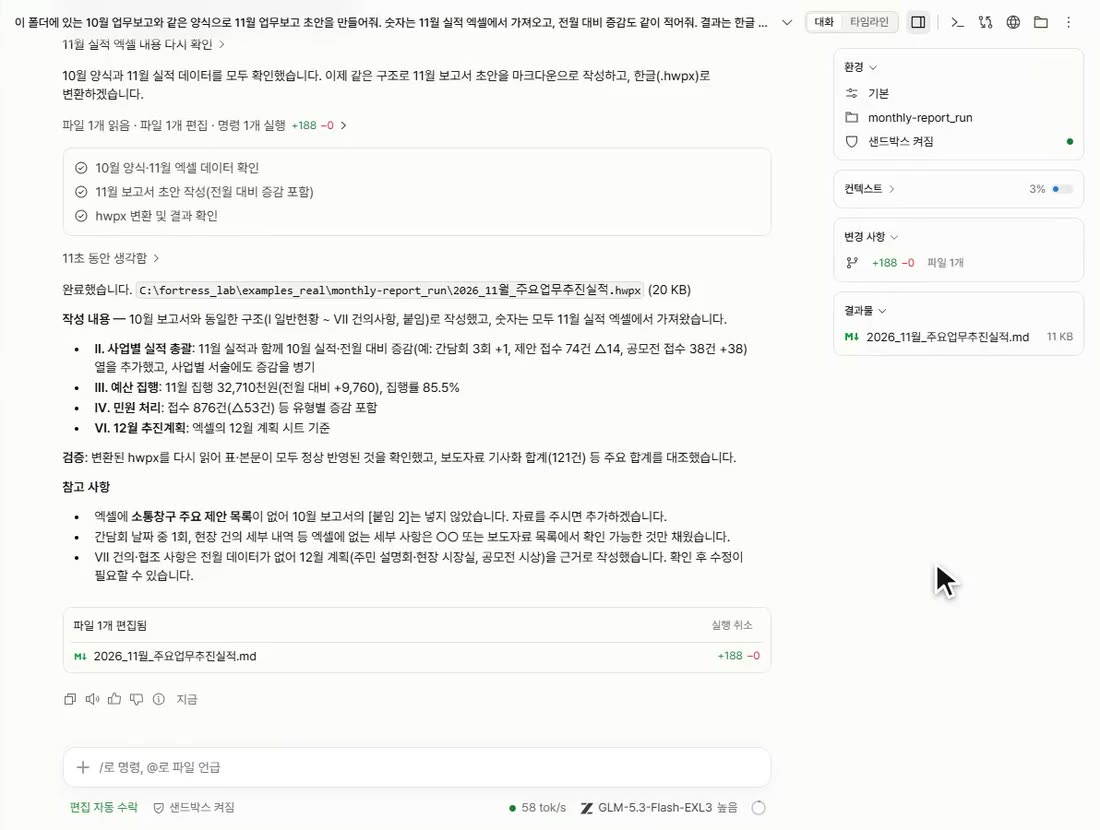 이 폴더에 있는 10월 업무보고와 같은 양식으로 11월 업무보고 초안을 만들어줘. 숫자는 11월 실적 엑셀에서 가져오고, 전월 대비 증감도 같이 적어줘. 결과는 한글 ...
대화 타임라인
11월 실적 엑셀 내용 다시 확인 >
10월 양식과 11월 실적 데이터를 모두 확인했습니다. 이제 같은 구조로 11월 보고서 초안을 마크다운으로 작성하고, 한글(.hwpx)로
변환하겠습니다.
파일 1개 읽음 · 파일 1개 편집 · 명령 1개 실행 +188 −0 >
10월 양식·11월 엑셀 데이터 확인
11월 보고서 초안 작성(전월 대비 증감 포함)
hwpx 변환 및 결과 확인
11초 동안 생각함 >
완료했습니다. C:\fortress_lab\examples_real\monthly-report_run\2026_11월_주요업무추진실적.hwpx (20 KB)
작성 내용 — 10월 보고서와 동일한 구조(I 일반현황 ~ VII 건의사항, 붙임)로 작성했고, 숫자는 모두 11월 실적 엑셀에서 가져왔습니다.
• II. 사업별 실적 총괄: 11월 실적과 함께 10월 실적·전월 대비 증감(예: 간담회 3회 +1, 제안 접수 74건 △14, 공모전 접수 38건 +38)
열을 추가했고, 사업별 서술에도 증감을 병기
• III. 예산 집행: 11월 집행 32,710천원(전월 대비 +9,760), 집행률 85.5%
• IV. 민원 처리: 접수 876건(△53건) 등 유형별 증감 포함
• VI. 12월 추진계획: 엑셀의 12월 계획 시트 기준
검증: 변환된 hwpx를 다시 읽어 표·본문이 모두 정상 반영된 것을 확인했고, 보도자료 기사화 합계(121건) 등 주요 합계를 대조했습니다.
참고 사항
• 엑셀에 소통창구 주요 제안 목록이 없어 10월 보고서의 [붙임 2]는 넣지 않았습니다. 자료를 주시면 추가하겠습니다.
• 간담회 날짜 중 1회, 현장 건의 세부 내역 등 엑셀에 없는 세부 사항은 ○○ 또는 보도자료 목록에서 확인 가능한 것만 채웠습니다.
• VII 건의·협조 사항은 전월 데이터가 없어 12월 계획(주민 설명회·현장 시장실, 공모전 시상)을 근거로 작성했습니다. 확인 후 수정이
필요할 수 있습니다.
파일 1개 편집됨 실행 취소
M↓ 2026_11월_주요업무추진실적.md +188 −0
지금
/로 명령, @로 파일 언급
편집 자동 수락 샌드박스 켜짐 58 tok/s GLM-5.3-Flash-EXL3 높음
환경
기본
monthly-report_run
샌드박스 켜짐
컨텍스트 > 3%
변경 사항
+188 −0 파일 1개
결과물
M↓ 2026_11월_주요업무추진실적.md 11 KB